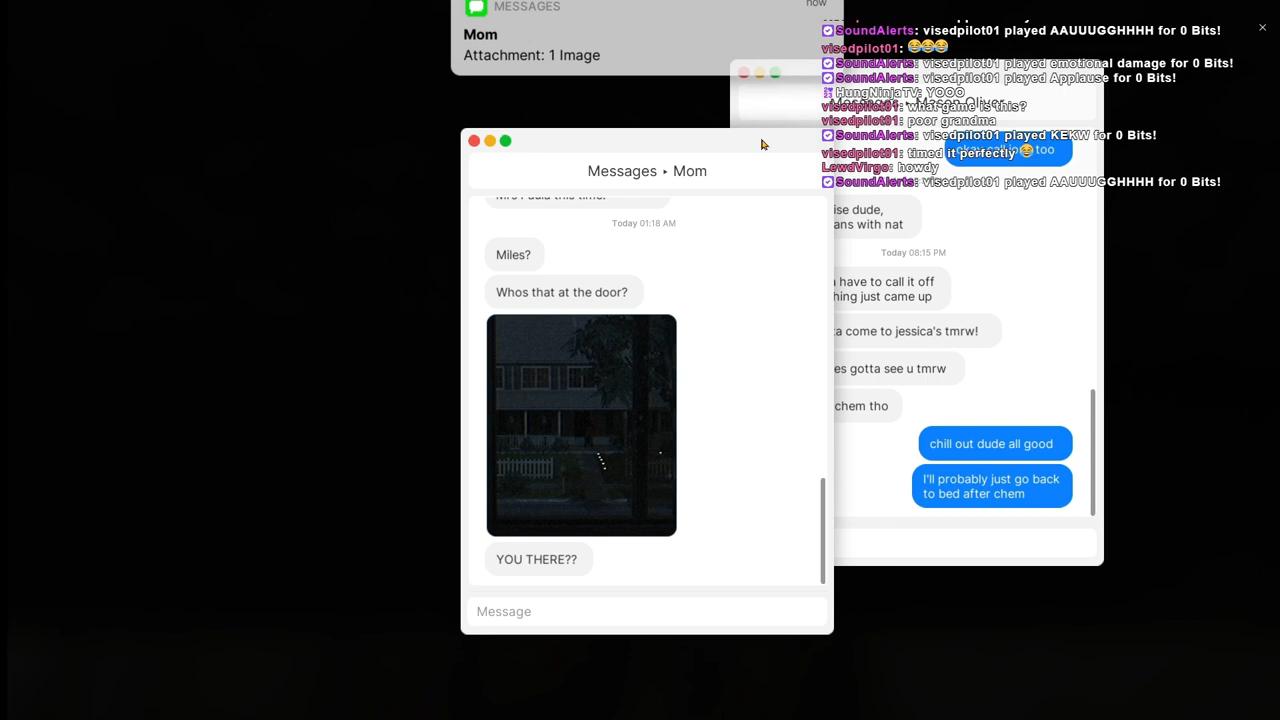 MESSAGES
now
Mom
Attachment: 1 Image
SoundAlerts: visedpilot01 played AAUUUGGHHHH for 0 Bits!
visedpilot01: 😂😂😂
SoundAlerts: visedpilot01 played emotional damage for 0 Bits!
SoundAlerts: visedpilot01 played Applause for 0 Bits!
HungNinjaTV: YOOO
visedpilot01: what game is this?
visedpilot01: poor grandma
SoundAlerts: visedpilot01 played KEKW for 0 Bits!
visedpilot01: timed it perfectly 😂
LewdVirgo: howdy
SoundAlerts: visedpilot01 played AAUUUGGHHHH for 0 Bits!
Messages ‣ Mom
Today 01:18 AM
Miles?
Whos that at the door?
YOU THERE??
Message
Messages ‣ Mason Oliver
too
ise dude,
ans with nat
Today 08:15 PM
have to call it off
hing just came up
a come to jessica's tmrw!
es gotta see u tmrw
chem tho
chill out dude all good
I'll probably just go back
to bed after chem